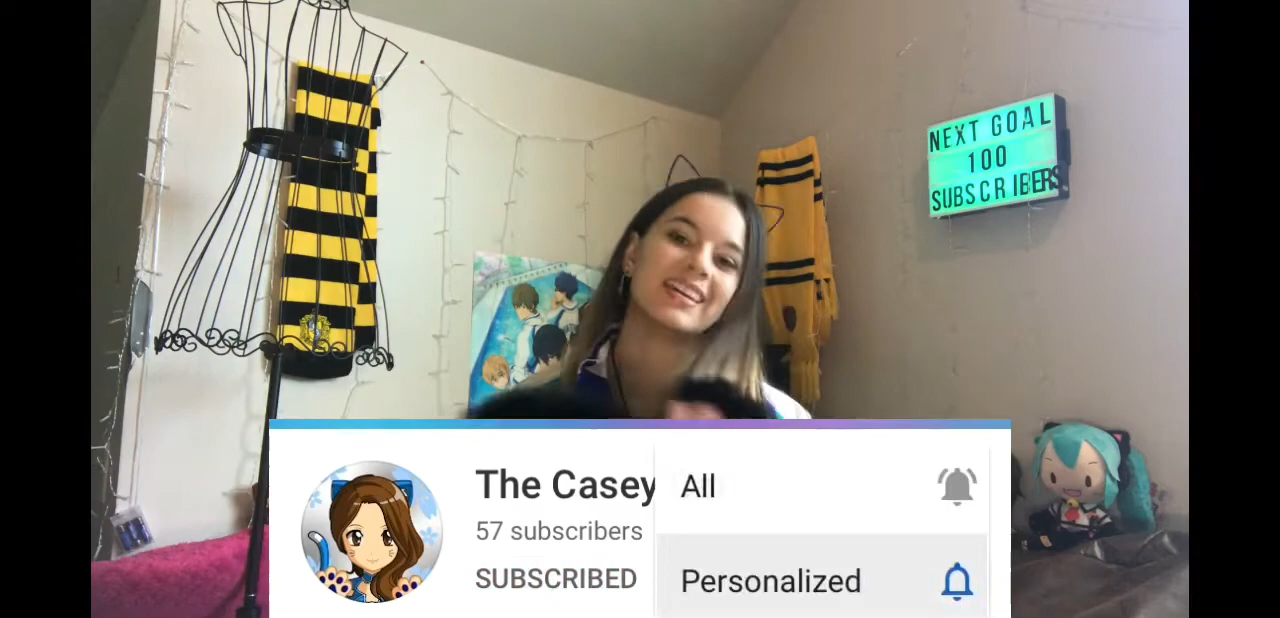 NEXT GOAL
100
SUBSCRIBERS
The Casey
57 subscribers
SUBSCRIBED
All
Personalized